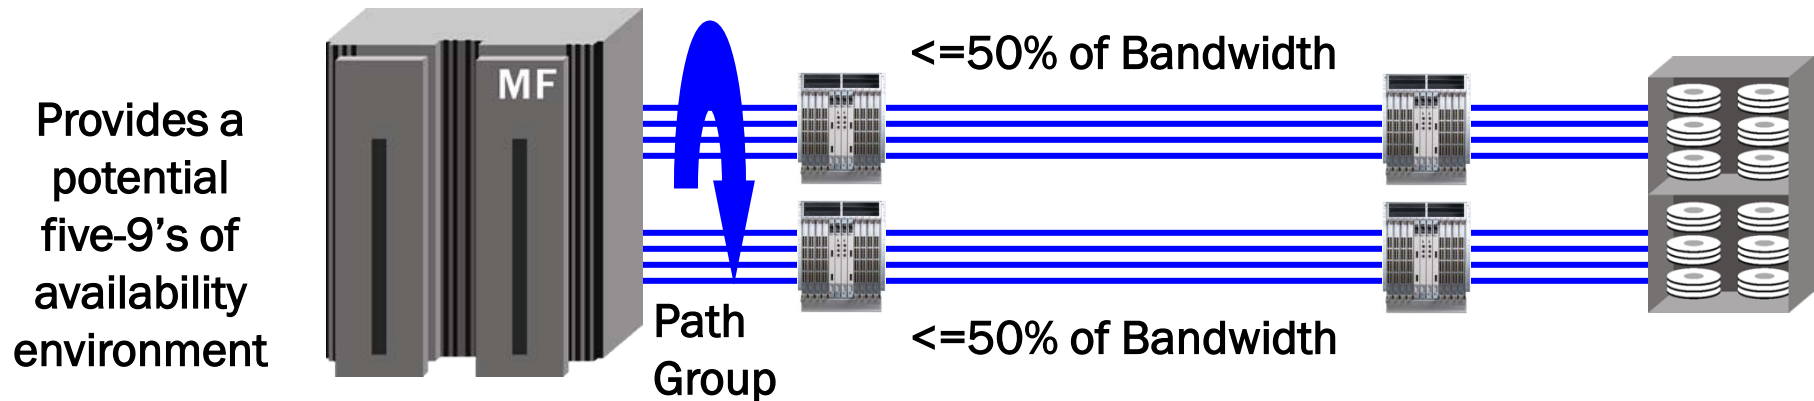 Provides a
potential
five-9’s of
availability
environment
MF
<=50% of Bandwidth
Path
Group
<=50% of Bandwidth